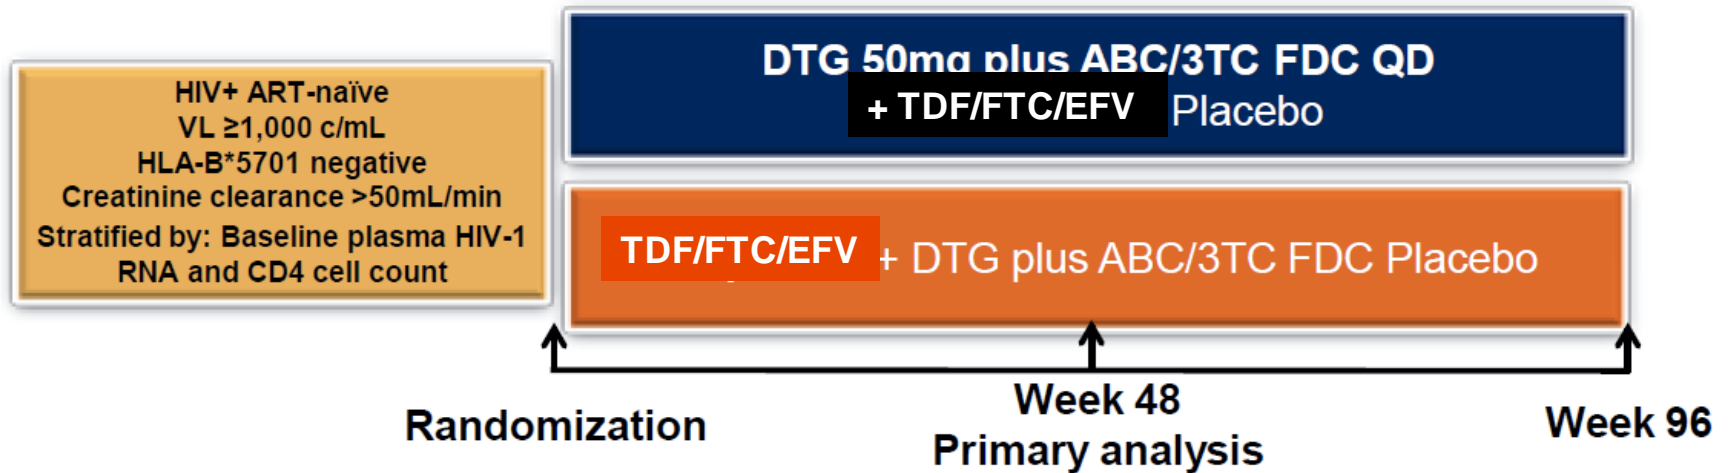 HIV+ ART-naïve
VL ≥1,000 c/mL
HLA-B*5701 negative
Creatinine clearance >50mL/min
Stratified by: Baseline plasma HIV-1
RNA and CD4 cell count
DTG 50mg plus ABC/3TC FDC QD
+ TDF/FTC/EFV Placebo
TDF/FTC/EFV + DTG plus ABC/3TC FDC Placebo
Randomization
Week 48
Primary analysis
Week 96